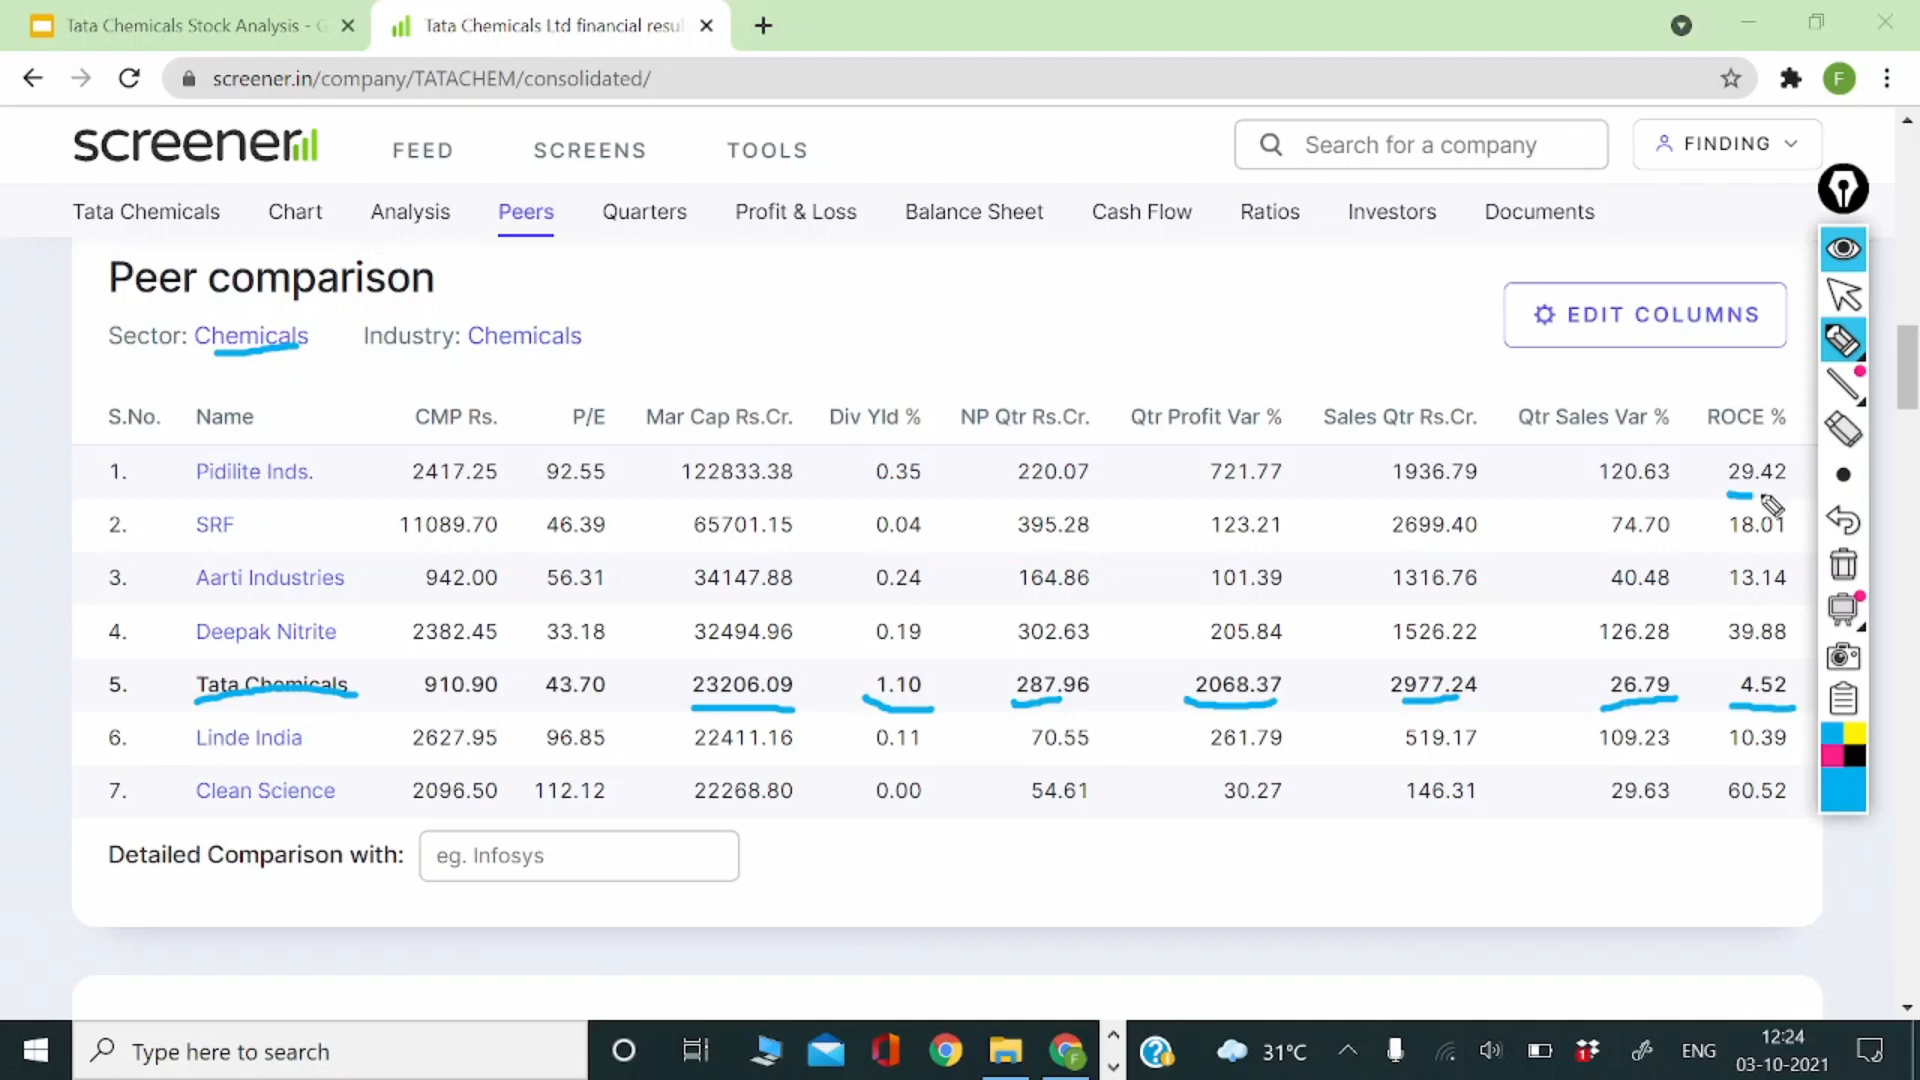 Tata Chemicals Stock Analysis - G
Tata Chemicals Ltd financial resul
screener.in/company/TATACHEM/consolidated/
F
screener
FEED
SCREENS
TOOLS
Search for a company
FINDING
Tata Chemicals
Chart
Analysis
Peers
Quarters
Profit & Loss
Balance Sheet
Cash Flow
Ratios
Investors
Documents
Peer comparison
Sector: Chemicals Industry: Chemicals
EDIT COLUMNS
S.No. Name CMP Rs. P/E Mar Cap Rs.Cr. Div Yld % NP Qtr Rs.Cr. Qtr Profit Var % Sales Qtr Rs.Cr. Qtr Sales Var % ROCE %
1. Pidilite Inds. 2417.25 92.55 122833.38 0.35 220.07 721.77 1936.79 120.63 29.42
2. SRF 11089.70 46.39 65701.15 0.04 395.28 123.21 2699.40 74.70 18.01
3. Aarti Industries 942.00 56.31 34147.88 0.24 164.86 101.39 1316.76 40.48 13.14
4. Deepak Nitrite 2382.45 33.18 32494.96 0.19 302.63 205.84 1526.22 126.28 39.88
5. Tata Chemicals 910.90 43.70 23206.09 1.10 287.96 2068.37 2977.24 26.79 4.52
6. Linde India 2627.95 96.85 22411.16 0.11 70.55 261.79 519.17 109.23 10.39
7. Clean Science 2096.50 112.12 22268.80 0.00 54.61 30.27 146.31 29.63 60.52
Detailed Comparison with: eg. Infosys
Type here to search
F
31°C
1
ENG
12:24
03-10-2021